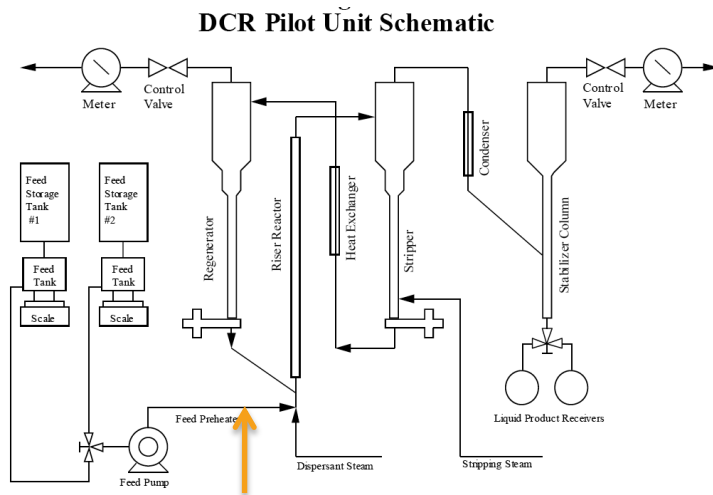 DCR Pilot Unit Schematic
Meter
Control
Valve
Control
Valve
Meter
Feed
Storage
Tank
#1
Feed
Storage
Tank
#2
Feed
Tank
Feed
Tank
Scale
Scale
Regenerator
Riser Reactor
Heat Exchanger
Stripper
Condenser
Stabilizer Column
Liquid Product Receivers
Feed Preheate
Feed Pump
Dispersant Steam
Stripping Steam